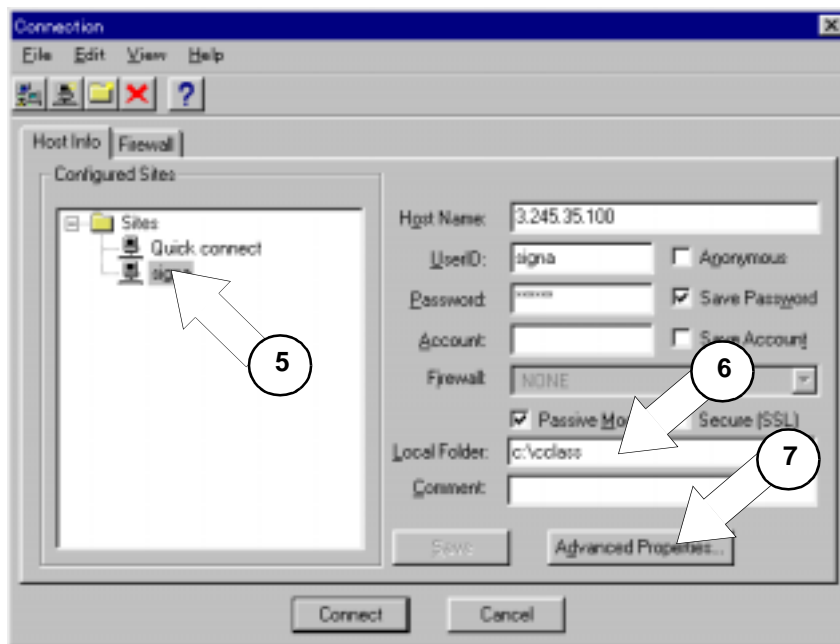 Connection
File Edit View Help
Host Info Firewall
Configured Sites
Sites
Quick connect
signa
Host Name: 3.245.35.100
UserID: signa Anonymous
Password: ******* Save Password
Account: Save Account
Firewall: NONE
Passive Secure (SSL)
Local Folder: c:\cclass
Comment:
Save Advanced Properties...
Connect Cancel
5
6
7